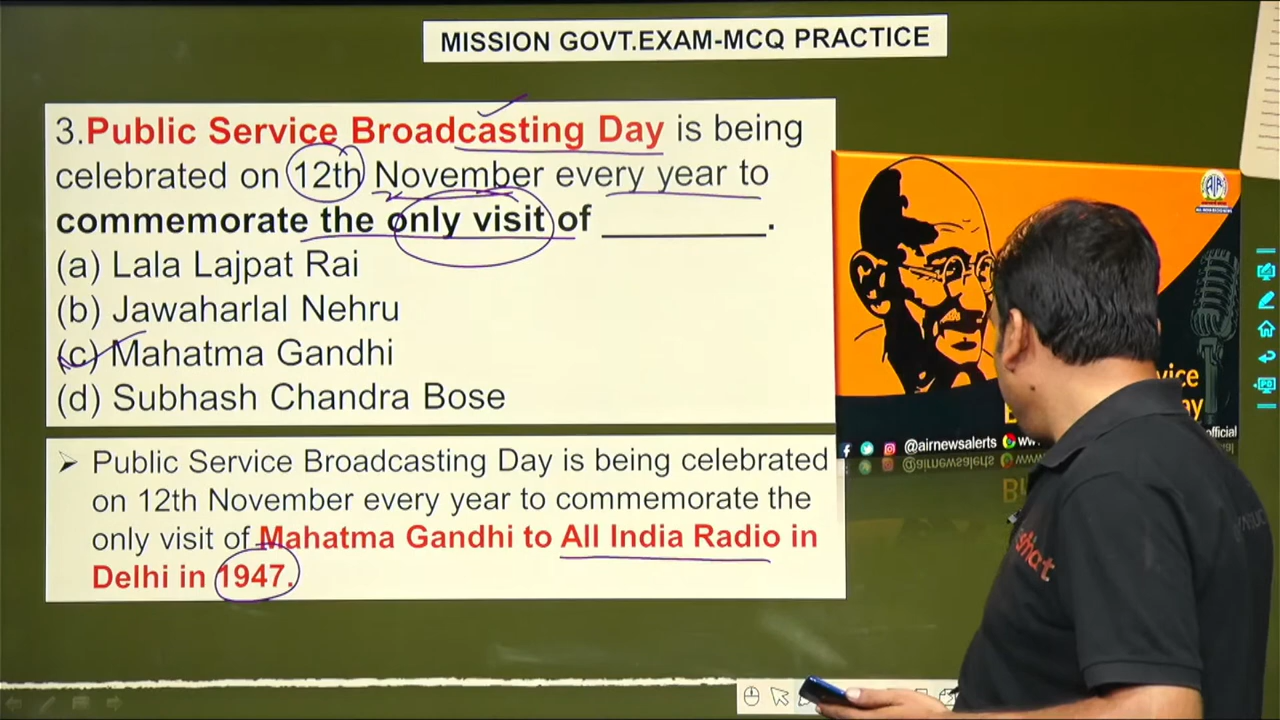 MISSION GOVT.EXAM-MCQ PRACTICE
3.Public Service Broadcasting Day is being
celebrated on 12th November every year to
commemorate the only visit of __________.
(a) Lala Lajpat Rai
(b) Jawaharlal Nehru
(c) Mahatma Gandhi
(d) Subhash Chandra Bose
➤ Public Service Broadcasting Day is being celebrated
on 12th November every year to commemorate the
only visit of Mahatma Gandhi to All India Radio in
Delhi in 1947.
AIR
@airnewsalerts
official